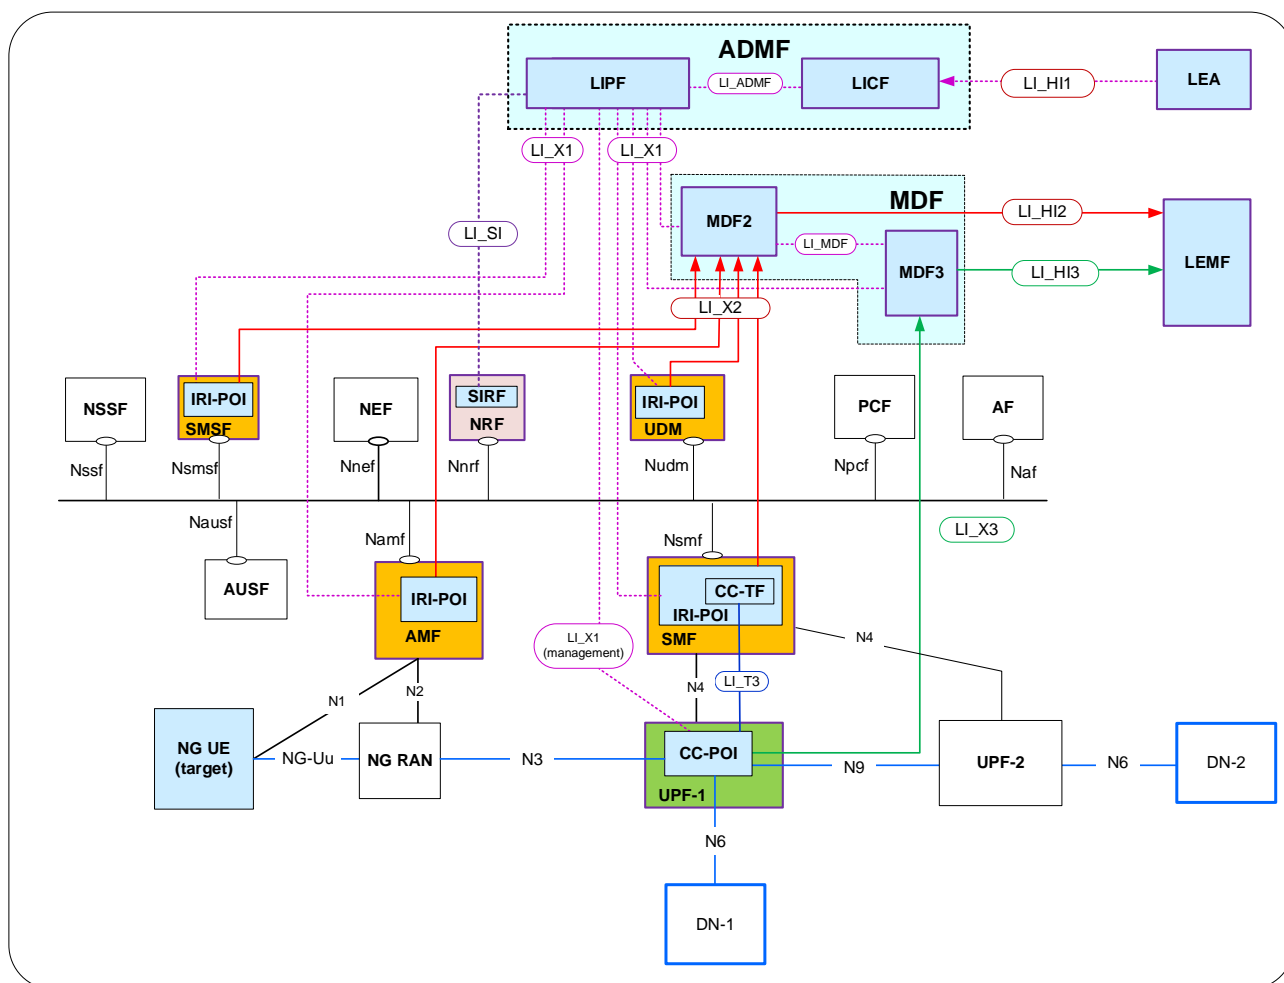 ADMF
LIPF
LI_ADMF
LICF
LI_HI1
LEA
LI_X1
LI_X1
MDF
MDF2
LI_HI2
LI_SI
LI_MDF
MDF3
LI_HI3
LEMF
LI_X2
NSSF
IRI-POI
SMSF
NEF
SIRF
NRF
IRI-POI
UDM
PCF
AF
Nssf
Nsmsf
Nnef
Nnrf
Nudm
Npcf
Naf
Nausf
Namf
Nsmf
LI_X3
AUSF
IRI-POI
AMF
CC-TF
IRI-POI
SMF
LI_X1
(management)
N4
N1
N2
N4
LI_T3
NG UE
(target)
NG-Uu
NG RAN
N3
CC-POI
UPF-1
N9
UPF-2
N6
DN-2
N6
DN-1